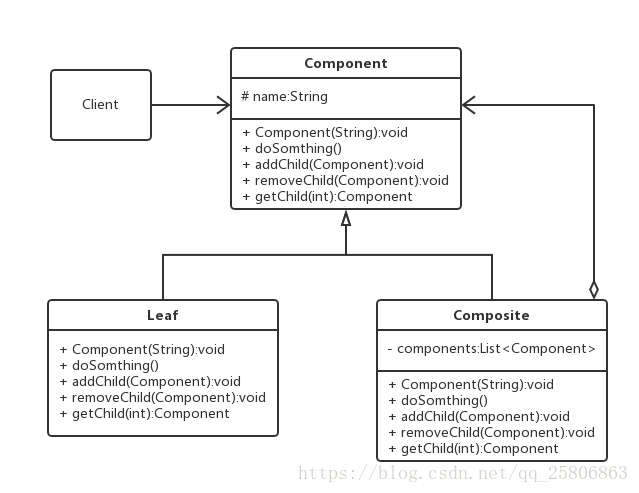 Component
Client
# name:String
+ Component(String):void
+ doSomthing()
+ addChild(Component):void
+ removeChild(Component):void
+ getChild(int):Component
Leaf
+ Component(String):void
+ doSomthing()
+ addChild(Component):void
+ removeChild(Component):void
+ getChild(int):Component
Composite
- components:List<Component>
+ Component(String):void
+ doSomthing()
+ addChild(Component):void
+ removeChild(Component):void
+ getChild(int):Component
https://blog.csdn.net/qq_25806863